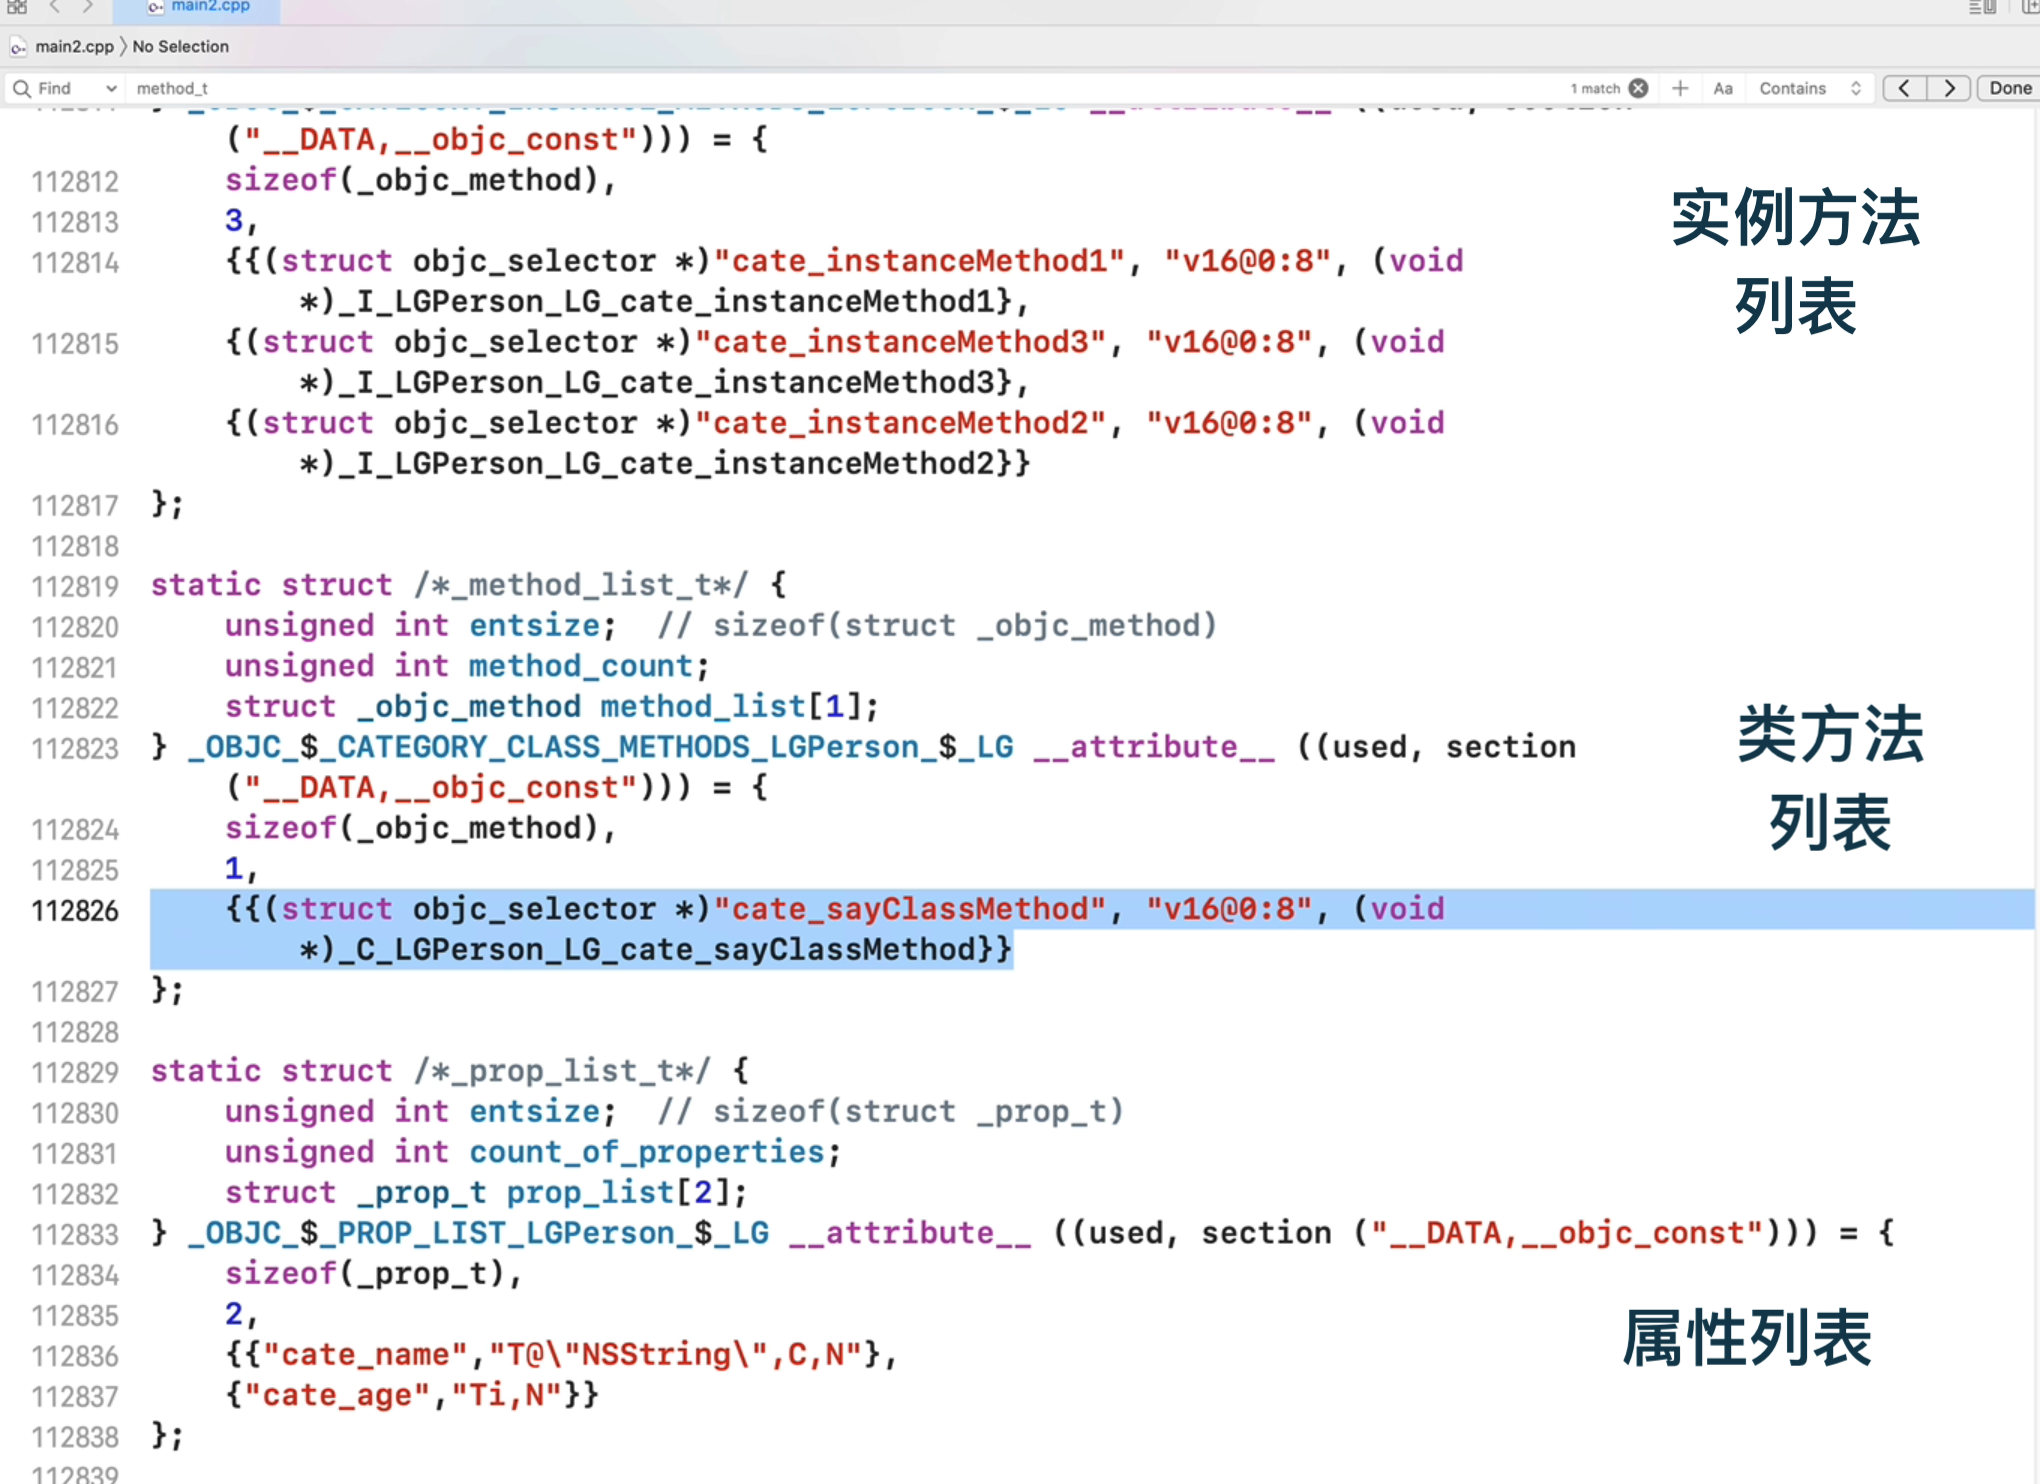 main2.cpp
main2.cpp 〉 No Selection
Find method_t 1 match + Aa Contains Done
("__DATA,__objc_const"))) = {
112812 sizeof(_objc_method),
112813 3,
112814 {{(struct objc_selector *)"cate_instanceMethod1", "v16@0:8", (void
*)_I_LGPerson_LG_cate_instanceMethod1},
112815 {(struct objc_selector *)"cate_instanceMethod3", "v16@0:8", (void
*)_I_LGPerson_LG_cate_instanceMethod3},
112816 {(struct objc_selector *)"cate_instanceMethod2", "v16@0:8", (void
*)_I_LGPerson_LG_cate_instanceMethod2}}
112817 };
实例方法
列表
112818
112819 static struct /*_method_list_t*/ {
112820 unsigned int entsize;  // sizeof(struct _objc_method)
112821 unsigned int method_count;
112822 struct _objc_method method_list[1];
112823 } _OBJC_$_CATEGORY_CLASS_METHODS_LGPerson_$_LG __attribute__ ((used, section
("__DATA,__objc_const"))) = {
112824 sizeof(_objc_method),
112825 1,
112826 {{(struct objc_selector *)"cate_sayClassMethod", "v16@0:8", (void
*)_C_LGPerson_LG_cate_sayClassMethod}}
112827 };
类方法
列表
112828
112829 static struct /*_prop_list_t*/ {
112830 unsigned int entsize;  // sizeof(struct _prop_t)
112831 unsigned int count_of_properties;
112832 struct _prop_t prop_list[2];
112833 } _OBJC_$_PROP_LIST_LGPerson_$_LG __attribute__ ((used, section ("__DATA,__objc_const"))) = {
112834 sizeof(_prop_t),
112835 2,
112836 {{"cate_name","T@\"NSString\",C,N"},
112837 {"cate_age","Ti,N"}}
112838 };
属性列表
112839